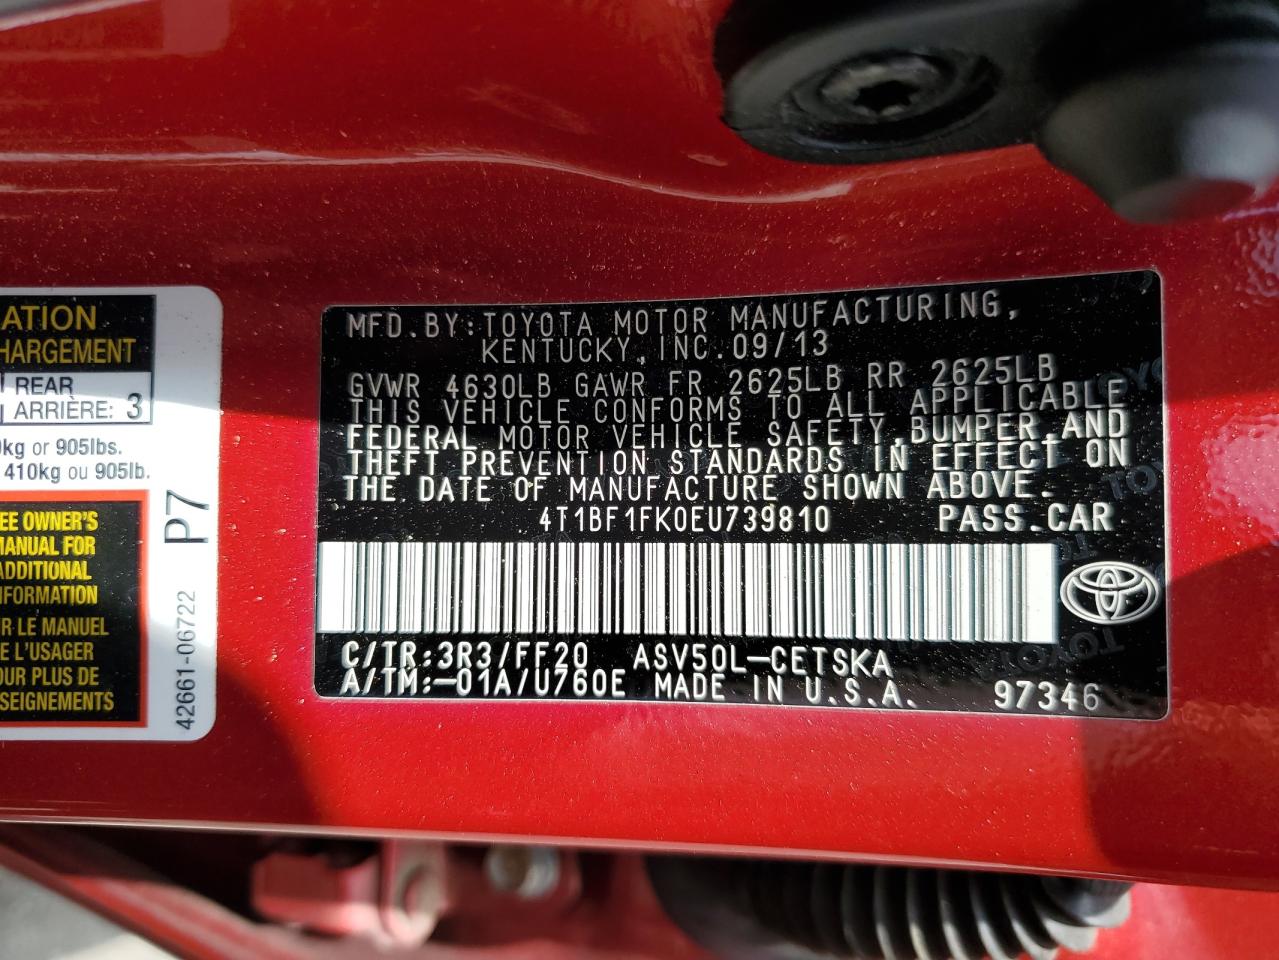 ATION
HARGEMENT
REAR
ARRIÈRE: 3
kg or 905lbs.
410kg ou 905lb.
EE OWNER'S
MANUAL FOR
ADDITIONAL
NFORMATION
R LE MANUEL
E L'USAGER
OUR PLUS DE
SEIGNEMENTS
P7
42661-06722
MFD.BY:TOYOTA MOTOR MANUFACTURING,
KENTUCKY,INC.09/13
GVWR 4630LB GAWR FR 2625LB RR 2625LB
THIS VEHICLE CONFORMS TO ALL APPLICABLE
FEDERAL MOTOR VEHICLE SAFETY,BUMPER,AND
THEFT PREVENTION STANDARDS IN EFFECT ON
THE DATE OF MANUFACTURE SHOWN ABOVE.
4T1BF1FK0EU739810 PASS.CAR
C/TR:3R3/FF20 ASV50L-CETSKA
A/TM:-01A/U760E MADE IN U.S.A. 97346